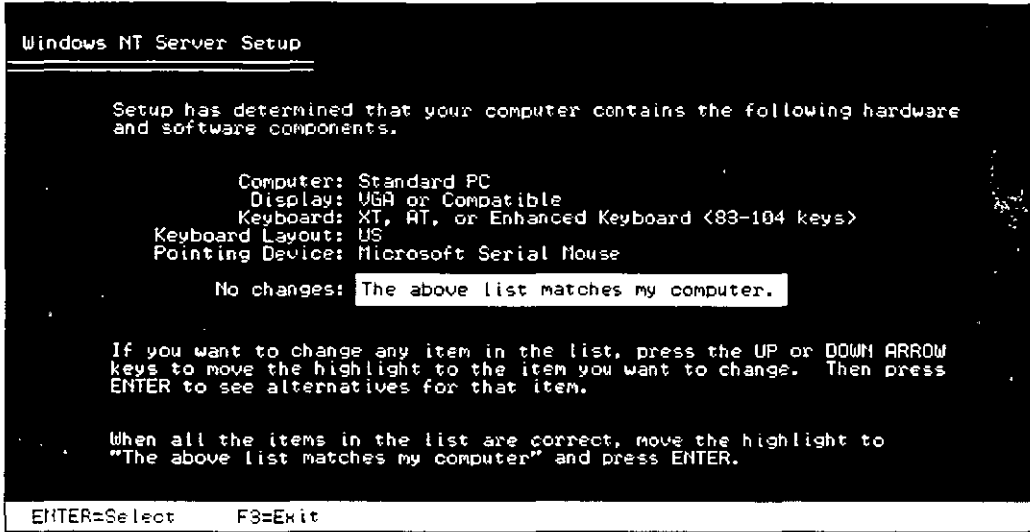 Windows NT Server Setup
Setup has determined that your computer contains the following hardware
and software components.
Computer: Standard PC
Display: VGA or Compatible
Keyboard: XT, AT, or Enhanced Keyboard <83-104 keys>
Keyboard Layout: US
Pointing Device: Microsoft Serial Mouse
No changes: The above list matches my computer.
If you want to change any item in the list, press the UP or DOWN ARROW
keys to move the highlight to the item you want to change. Then press
ENTER to see alternatives for that item.
When all the items in the list are correct, move the highlight to
"The above list matches my computer" and press ENTER.
ENTER=Select F3=Exit